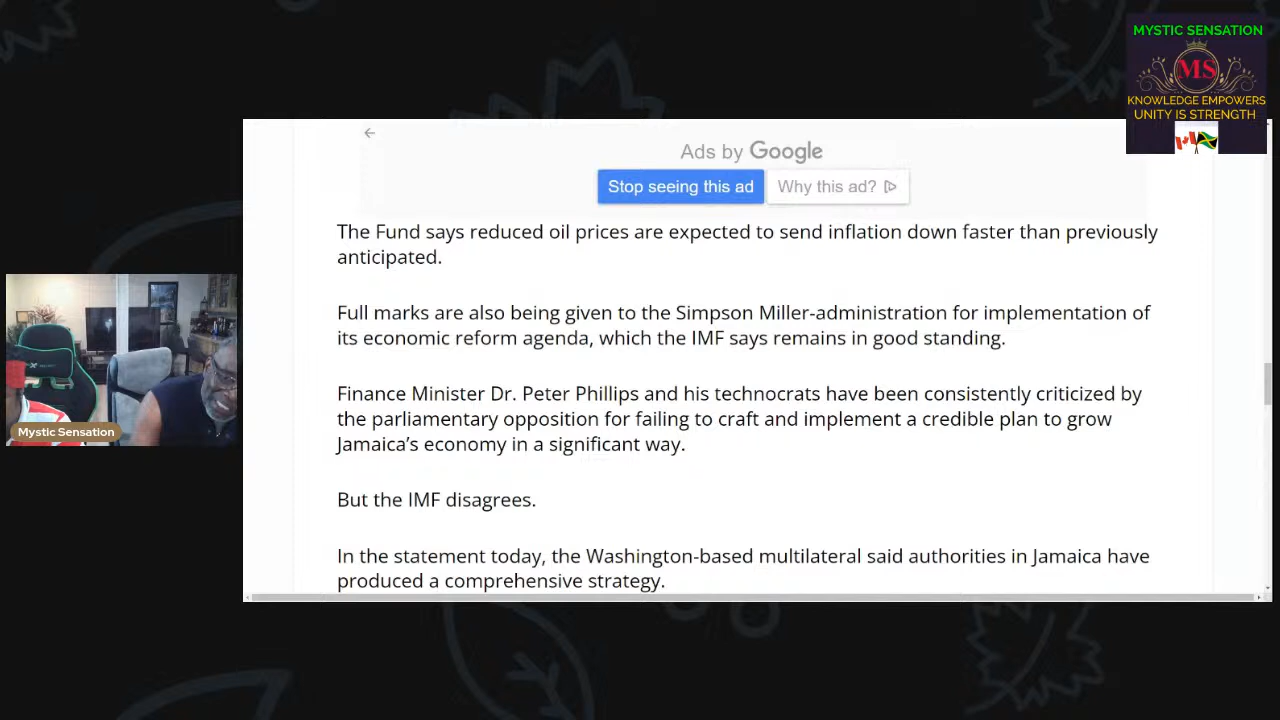 MYSTIC SENSATION
MS
KNOWLEDGE EMPOWERS
UNITY IS STRENGTH
Ads by Google
Stop seeing this ad
Why this ad?
The Fund says reduced oil prices are expected to send inflation down faster than previously
anticipated.
Full marks are also being given to the Simpson Miller-administration for implementation of
its economic reform agenda, which the IMF says remains in good standing.
Finance Minister Dr. Peter Phillips and his technocrats have been consistently criticized by
the parliamentary opposition for failing to craft and implement a credible plan to grow
Jamaica’s economy in a significant way.
But the IMF disagrees.
In the statement today, the Washington-based multilateral said authorities in Jamaica have
produced a comprehensive strategy.
Mystic Sensation